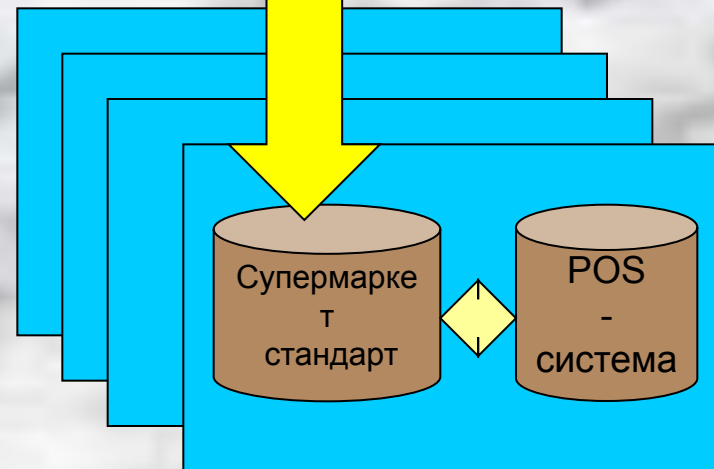 Супермарке
т
стандарт
POS
-
система